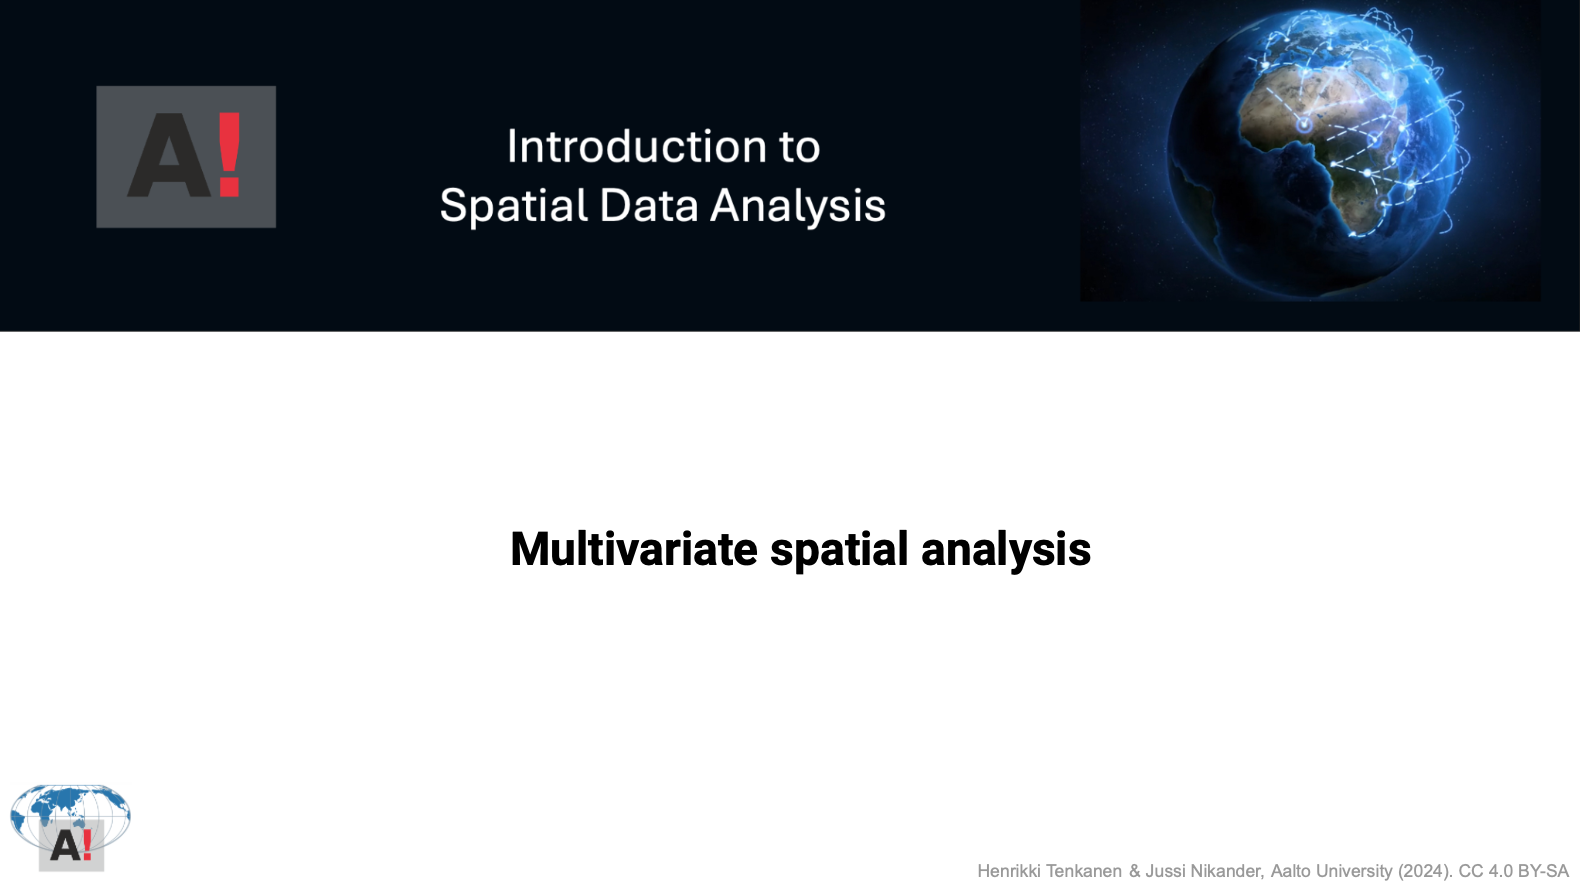 A!
Introduction to
Spatial Data Analysis
Multivariate spatial analysis
A!
Henrikki Tenkanen & Jussi Nikander, Aalto University (2024). CC 4.0 BY-SA